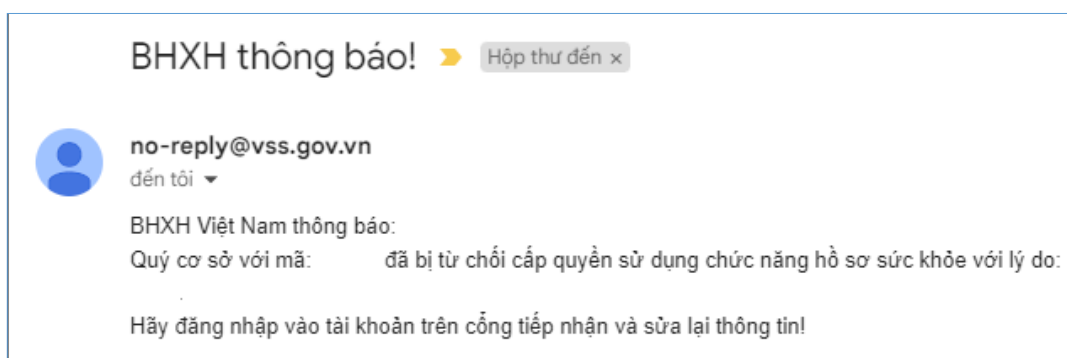 BHXH thông báo! Hộp thư đến ×
no-reply@vss.gov.vn
đến tôi
BHXH Việt Nam thông báo:
Quý cơ sở với mã: đã bị từ chối cấp quyền sử dụng chức năng hồ sơ sức khỏe với lý do:
.
Hãy đăng nhập vào tài khoản trên cổng tiếp nhận và sửa lại thông tin!